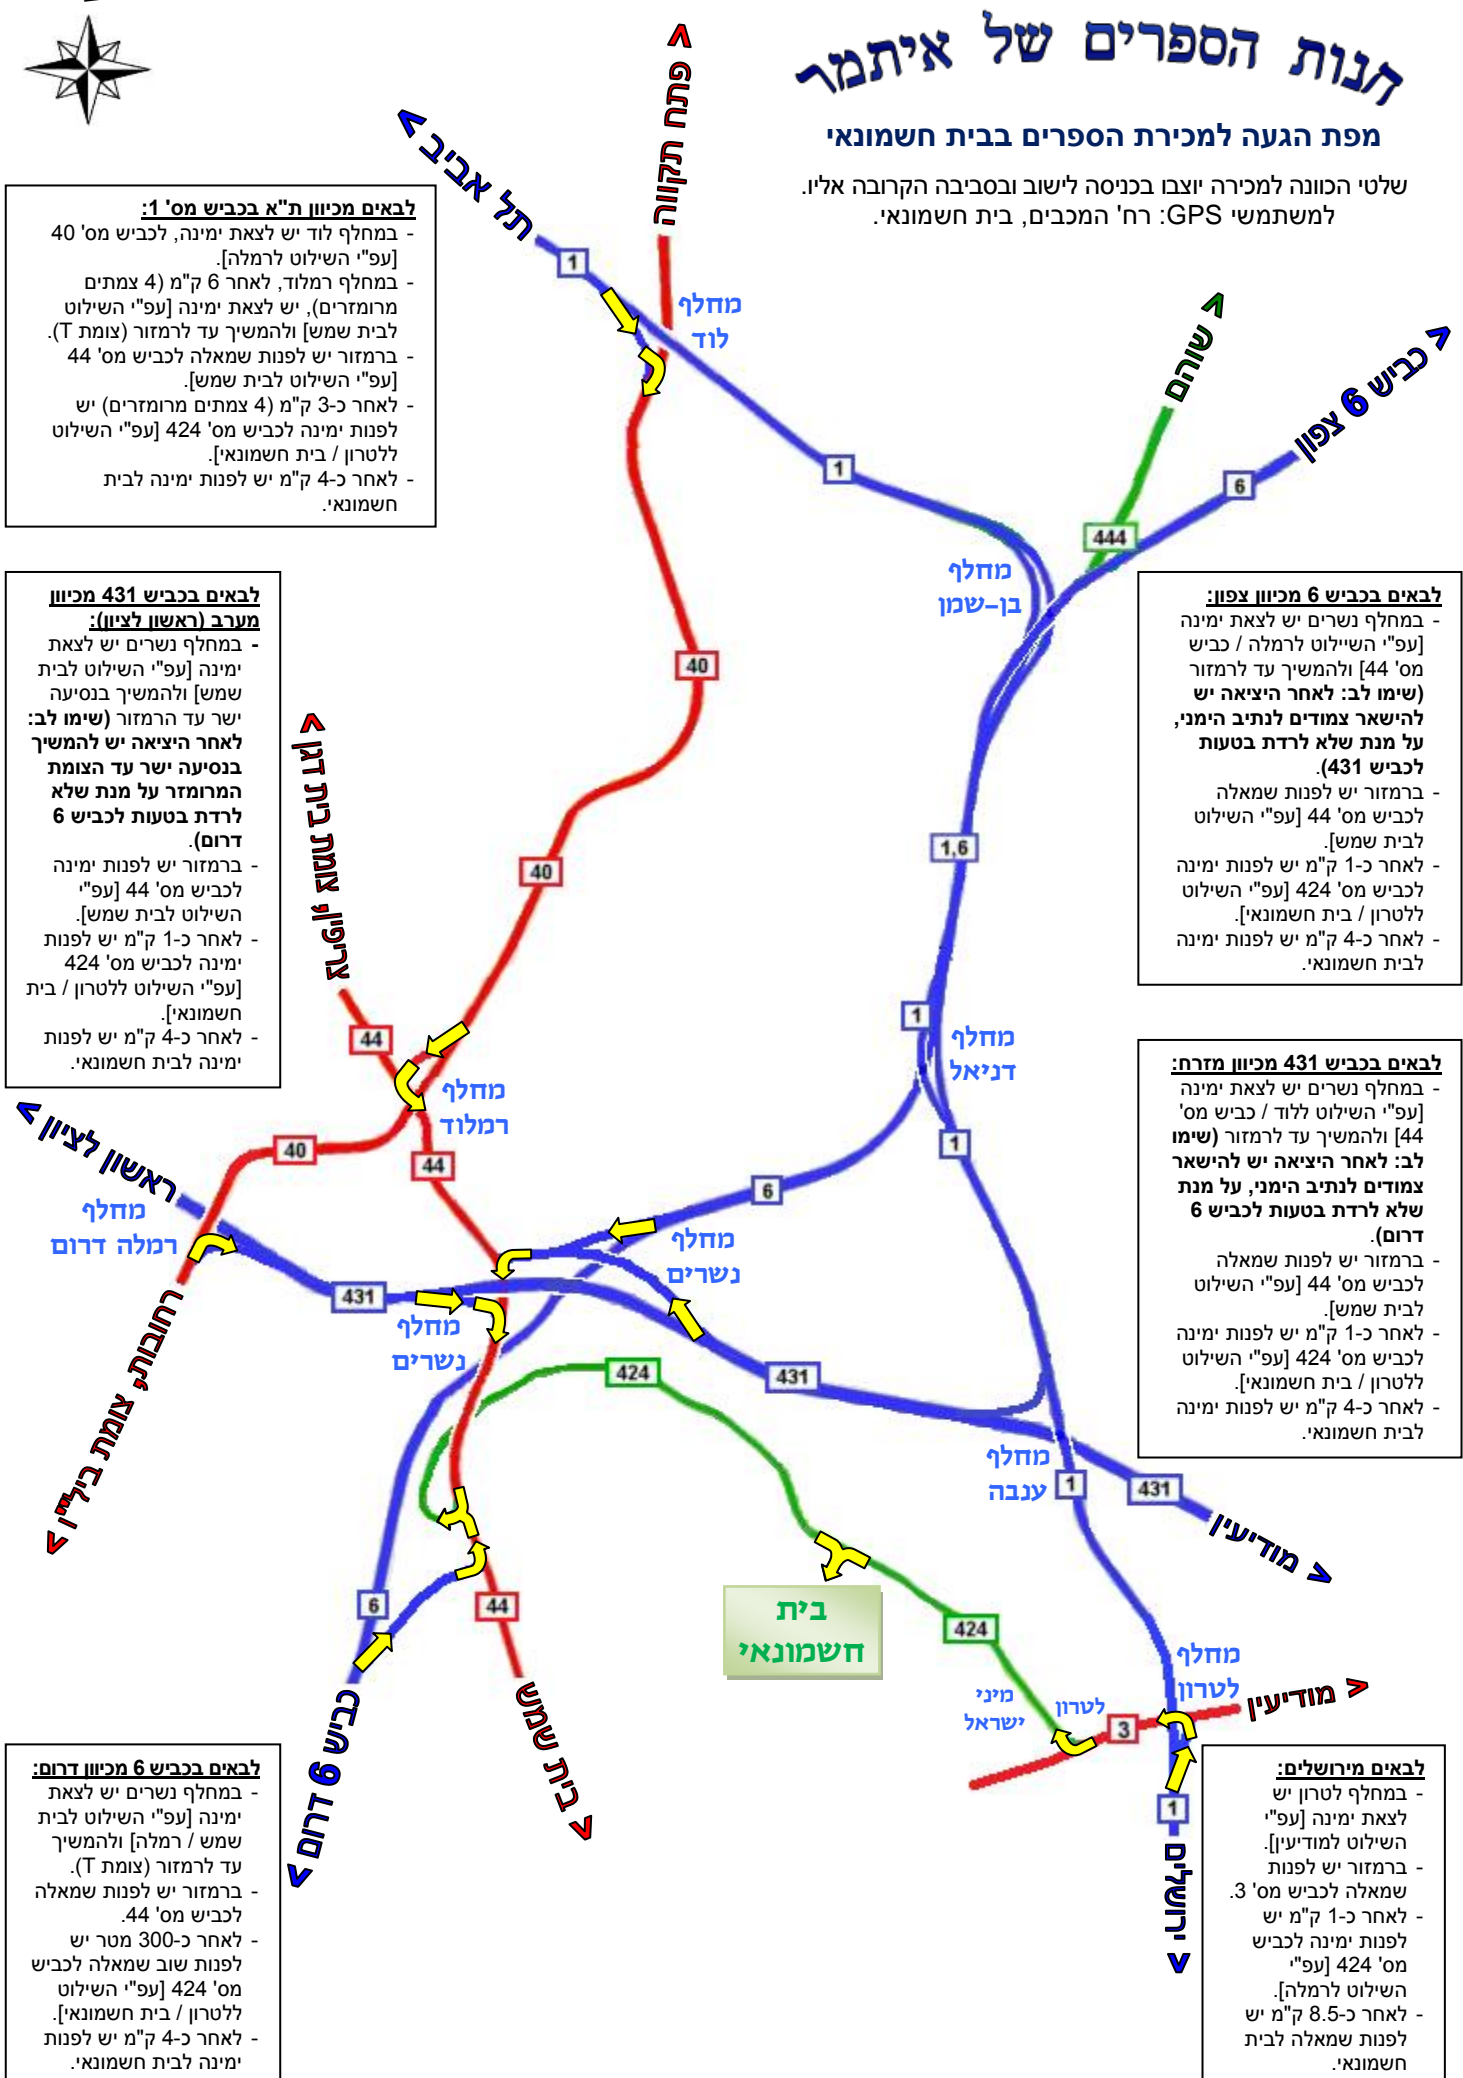 חנות הספרים של איתמר
מפת הגעה למכירת הספרים בבית חשמונאי
שלטי הכוונה למכירה יוצבו בכניסה לישוב ובסביבה הקרובה אליו.
למשתמשי GPS: רח' המכבים, בית חשמונאי.
< פתח תקווה
תל אביב >
לבאים מכיוון ת"א בכביש מס' 1:
- במחלף לוד יש לצאת ימינה, לכביש מס' 40
[עפ"י השילוט לרמלה].
- במחלף רמלוד, לאחר 6 ק"מ (4 צמתים
מרומזרים), יש לצאת ימינה [עפ"י השילוט
לבית שמש] ולהמשיך עד לרמזור (צומת T).
- ברמזור יש לפנות שמאלה לכביש מס' 44
[עפ"י השילוט לבית שמש].
- לאחר כ-3 ק"מ (4 צמתים מרומזרים) יש
לפנות ימינה לכביש מס' 424 [עפ"י השילוט
ללטרון / בית חשמונאי].
- לאחר כ-4 ק"מ יש לפנות ימינה לבית
חשמונאי.
1
מחלף
לוד
< שוהם
< כביש 6 צפון
1
6
444
מחלף
בן-שמן
לבאים בכביש 6 מכיוון צפון:
- במחלף נשרים יש לצאת ימינה
[עפ"י השיילוט לרמלה / כביש
מס' 44] ולהמשיך עד לרמזור
(שימו לב: לאחר היציאה יש
להישאר צמודים לנתיב הימני,
על מנת שלא לרדת בטעות
לכביש 431).
- ברמזור יש לפנות שמאלה
לכביש מס' 44 [עפ"י השילוט
לבית שמש].
- לאחר כ-1 ק"מ יש לפנות ימינה
לכביש מס' 424 [עפ"י השילוט
ללטרון / בית חשמונאי].
- לאחר כ-4 ק"מ יש לפנות ימינה
לבית חשמונאי.
לבאים בכביש 431 מכיוון
מערב (ראשון לציון):
- במחלף נשרים יש לצאת
ימינה [עפ"י השילוט לבית
שמש] ולהמשיך בנסיעה
ישר עד הרמזור (שימו לב:
לאחר היציאה יש להמשיך
בנסיעה ישר עד הצומת
המרומזר על מנת שלא
לרדת בטעות לכביש 6
דרום).
- ברמזור יש לפנות ימינה
לכביש מס' 44 [עפ"י
השילוט לבית שמש].
- לאחר כ-1 ק"מ יש לפנות
ימינה לכביש מס' 424
[עפ"י השילוט ללטרון / בית
חשמונאי].
- לאחר כ-4 ק"מ יש לפנות
ימינה לבית חשמונאי.
40
צריפין, צומת בית דגן >
40
1,6
1
מחלף
דניאל
44
מחלף
רמלוד
לבאים בכביש 431 מכיוון מזרח:
- במחלף נשרים יש לצאת ימינה
[עפ"י השילוט ללוד / כביש מס'
44] ולהמשיך עד לרמזור (שימו
לב: לאחר היציאה יש להישאר
צמודים לנתיב הימני, על מנת
שלא לרדת בטעות לכביש 6
דרום).
- ברמזור יש לפנות שמאלה
לכביש מס' 44 [עפ"י השילוט
לבית שמש].
- לאחר כ-1 ק"מ יש לפנות ימינה
לכביש מס' 424 [עפ"י השילוט
ללטרון / בית חשמונאי].
- לאחר כ-4 ק"מ יש לפנות ימינה
לבית חשמונאי.
ראשון לציון >
40
44
1
6
מחלף
רמלה דרום
מחלף
נשרים
431
מחלף
נשרים
424
431
רחובות, צומת ביל"ו >
מחלף
ענבה
1
431
מודיעין >
6
44
בית
חשמונאי
424
מחלף
לטרון
מיני
ישראל
לטרון
3
< מודיעין
כביש 6 דרום >
בית שמש >
1
ירושלים >
לבאים בכביש 6 מכיוון דרום:
- במחלף נשרים יש לצאת
ימינה [עפ"י השילוט לבית
שמש / רמלה] ולהמשיך
עד לרמזור (צומת T).
- ברמזור יש לפנות שמאלה
לכביש מס' 44.
- לאחר כ-300 מטר יש
לפנות שוב שמאלה לכביש
מס' 424 [עפ"י השילוט
ללטרון / בית חשמונאי].
- לאחר כ-4 ק"מ יש לפנות
ימינה לבית חשמונאי.
לבאים מירושלים:
- במחלף לטרון יש
לצאת ימינה [עפ"י
השילוט למודיעין].
- ברמזור יש לפנות
שמאלה לכביש מס' 3.
- לאחר כ-1 ק"מ יש
לפנות ימינה לכביש
מס' 424 [עפ"י
השילוט לרמלה].
- לאחר כ-8.5 ק"מ יש
לפנות שמאלה לבית
חשמונאי.